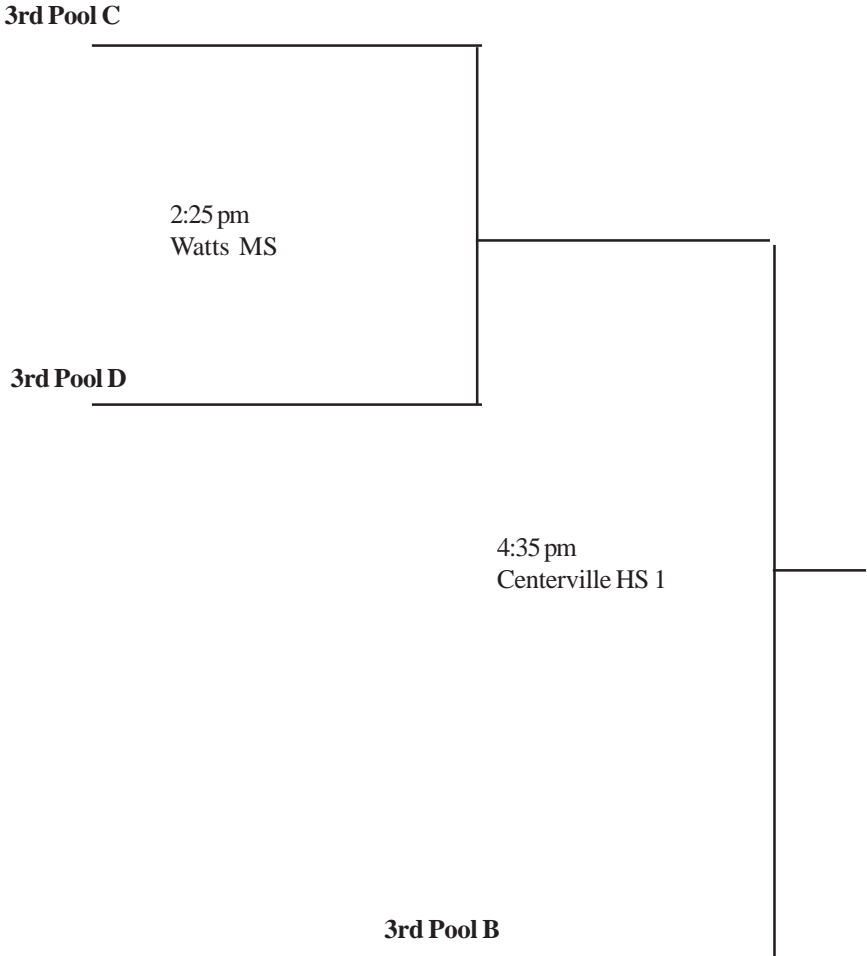 3rd Pool C
2:25 pm
Watts MS
3rd Pool D
4:35 pm
Centerville HS 1
3rd Pool B